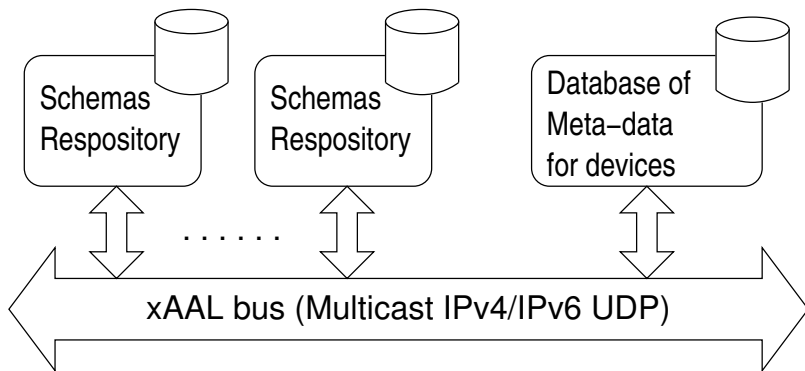 Schemas
Respository
Schemas
Respository
Database of
Meta−data
for devices
. . . . . .
xAAL bus (Multicast IPv4/IPv6 UDP)